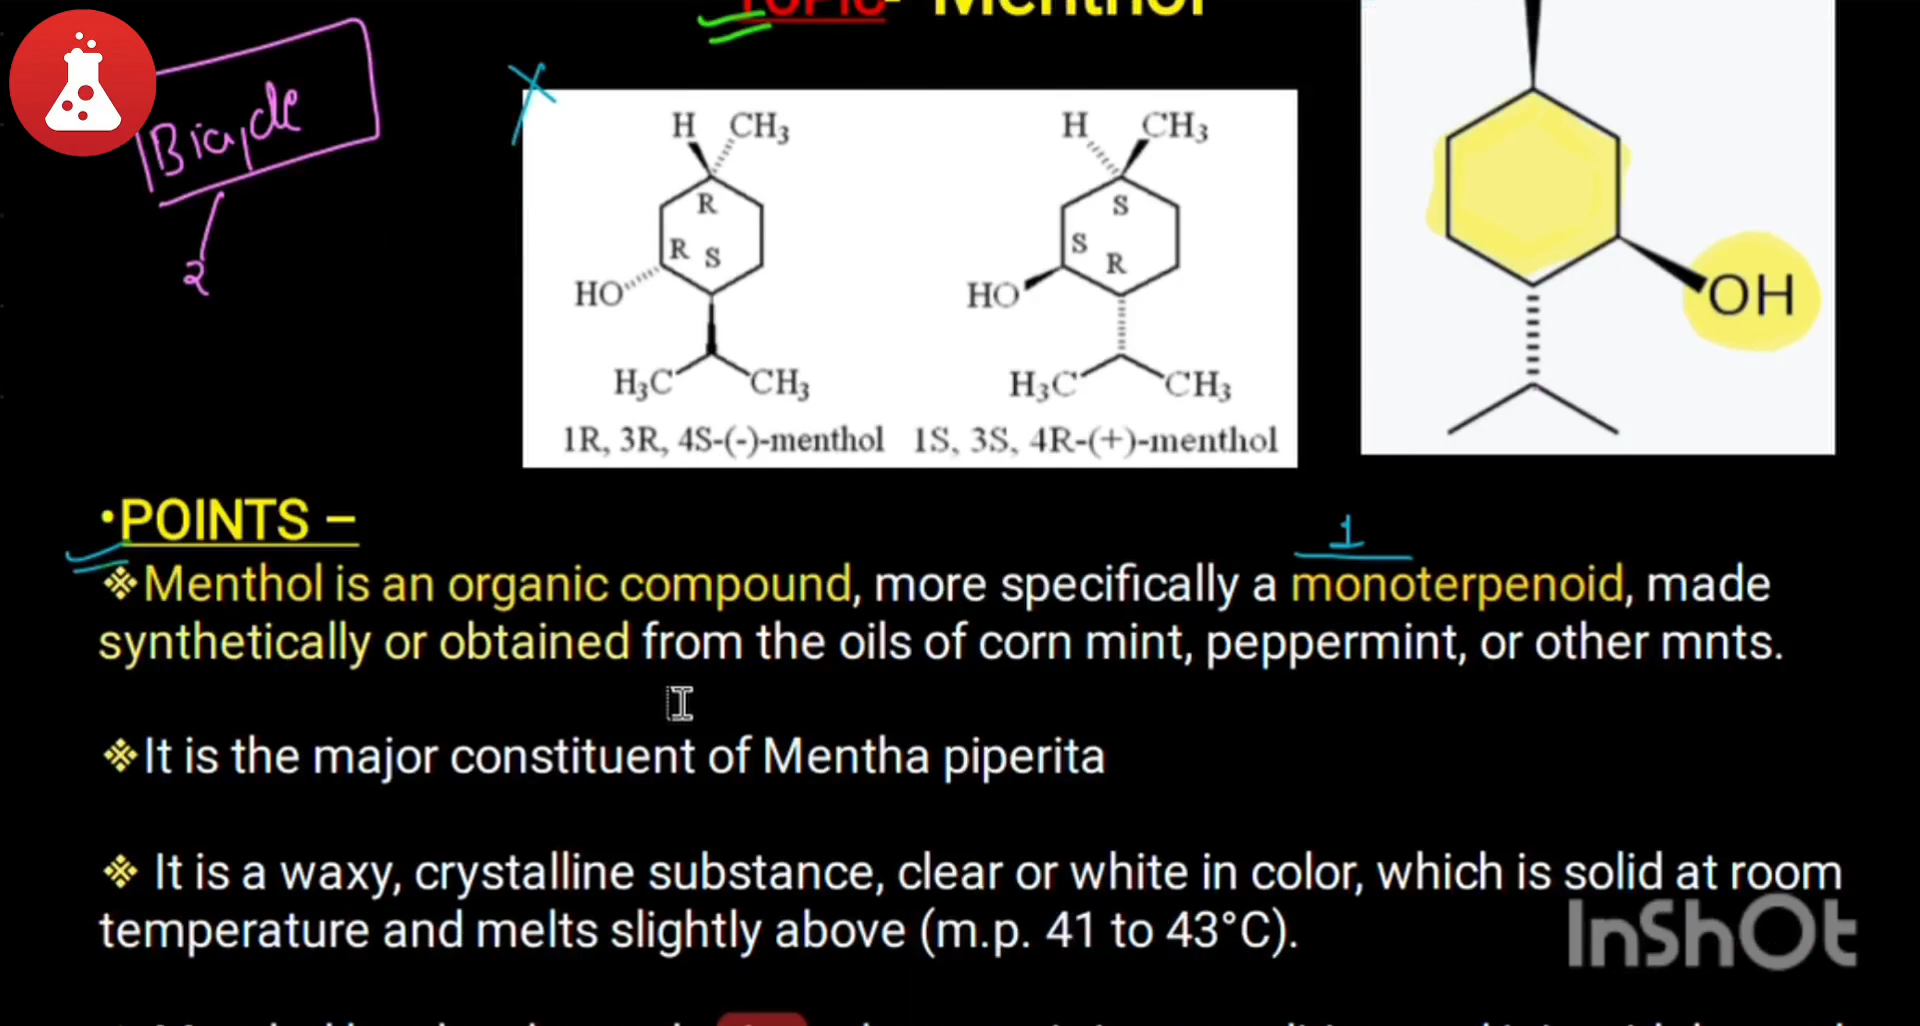 Topic - Menthol
Bicycle
2
H CH3
R
R S
HO
H3C CH3
1R, 3R, 4S-(-)-menthol
H CH3
S
S R
HO
H3C CH3
1S, 3S, 4R-(+)-menthol
OH
•POINTS –
1
❖Menthol is an organic compound, more specifically a monoterpenoid, made
synthetically or obtained from the oils of corn mint, peppermint, or other mnts.
❖It is the major constituent of Mentha piperita
❖ It is a waxy, crystalline substance, clear or white in color, which is solid at room
temperature and melts slightly above (m.p. 41 to 43°C).
InShOt